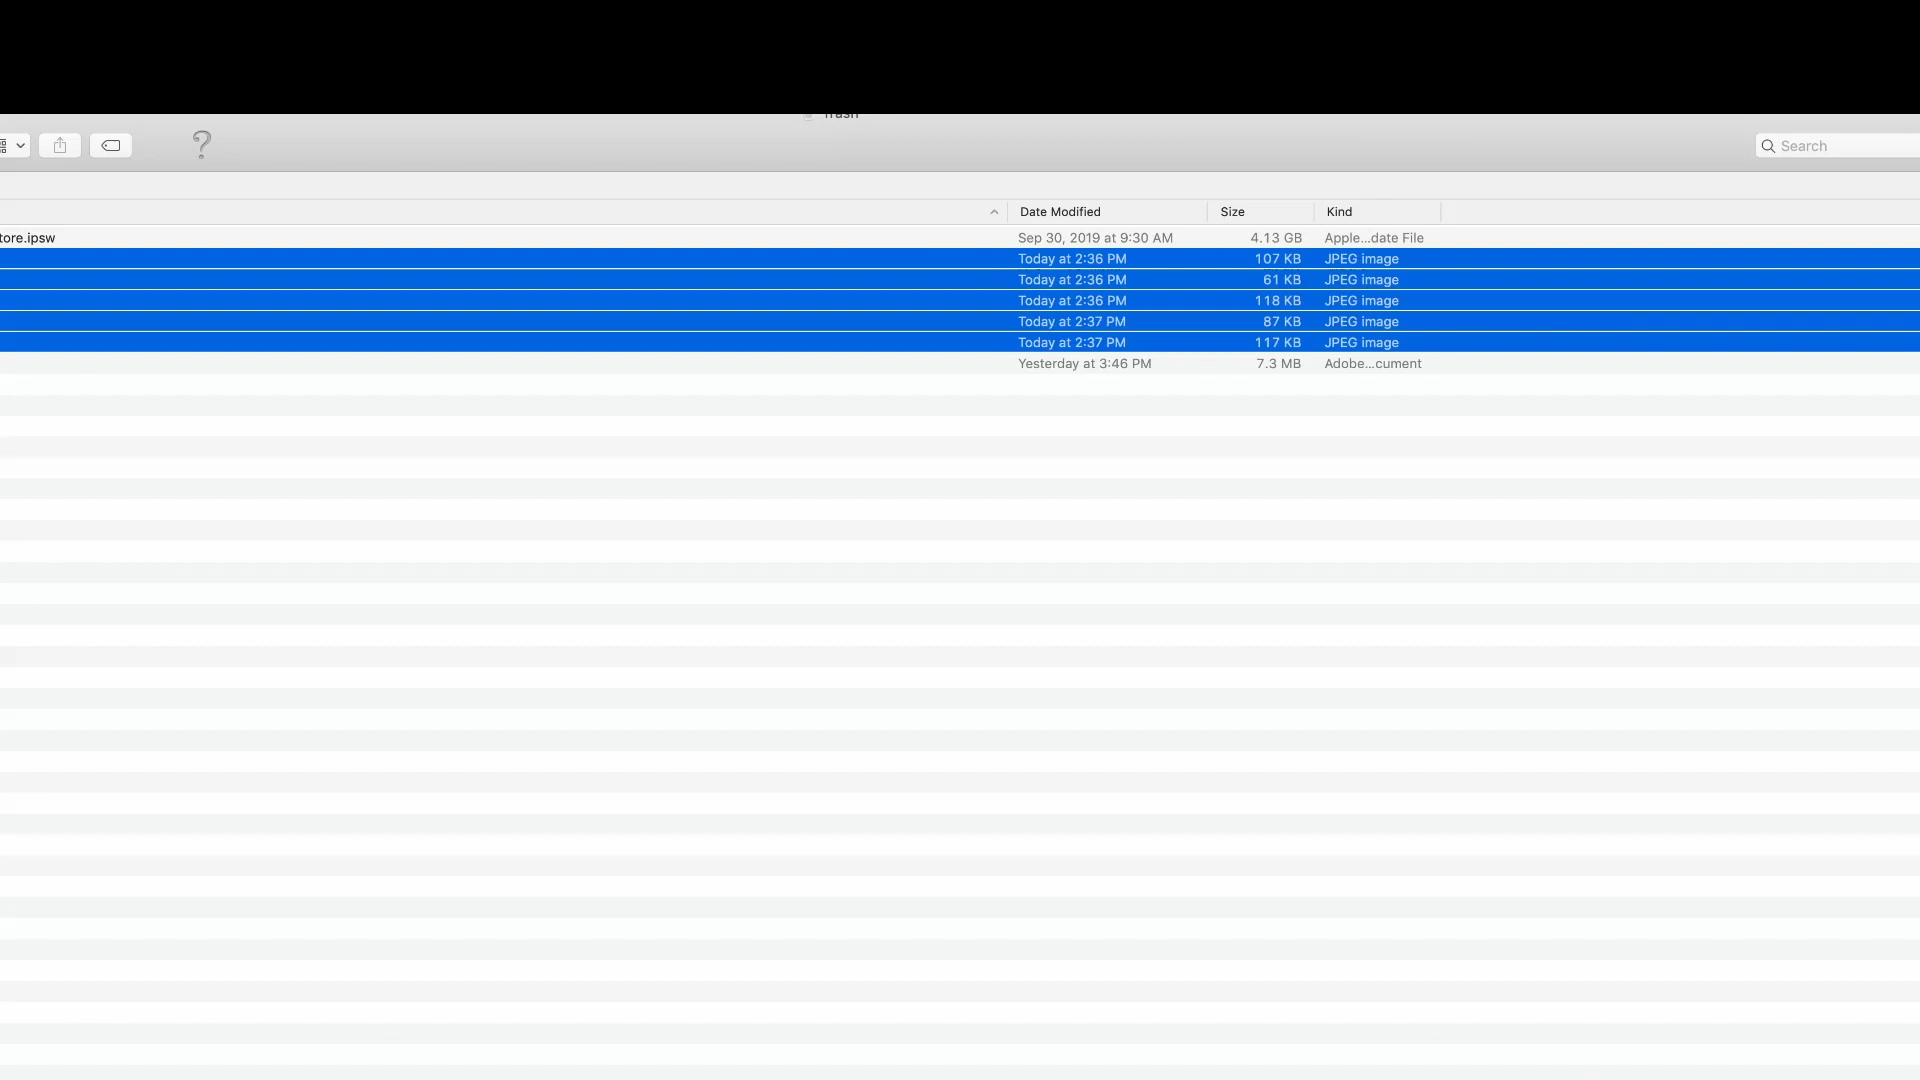 Trash
?
Search
Date Modified Size Kind
tore.ipsw Sep 30, 2019 at 9:30 AM 4.13 GB Apple...date File
Today at 2:36 PM 107 KB JPEG image
Today at 2:36 PM 61 KB JPEG image
Today at 2:36 PM 118 KB JPEG image
Today at 2:37 PM 87 KB JPEG image
Today at 2:37 PM 117 KB JPEG image
Yesterday at 3:46 PM 7.3 MB Adobe...cument